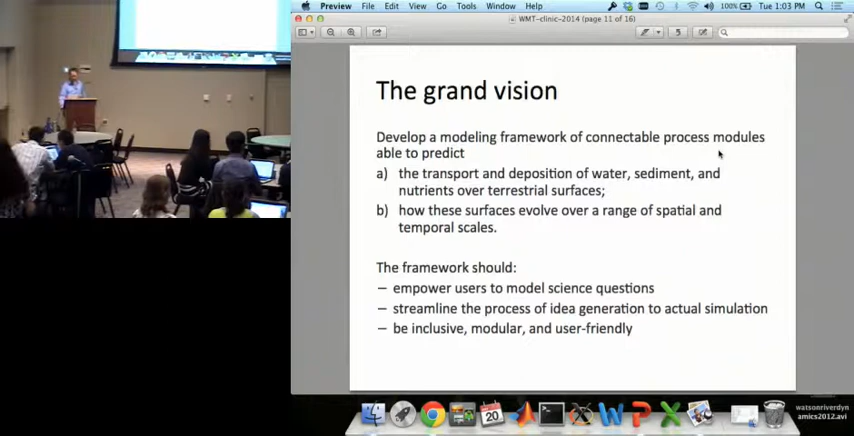 Preview File Edit View Go Tools Window Help 100% Tue 1:03 PM
WMT-clinic-2014 (page 11 of 16)
The grand vision
Develop a modeling framework of connectable process modules
able to predict
a) the transport and deposition of water, sediment, and
nutrients over terrestrial surfaces;
b) how these surfaces evolve over a range of spatial and
temporal scales.
The framework should:
– empower users to model science questions
– streamline the process of idea generation to actual simulation
– be inclusive, modular, and user-friendly
20
watsonriverdyn
amics2012.avi